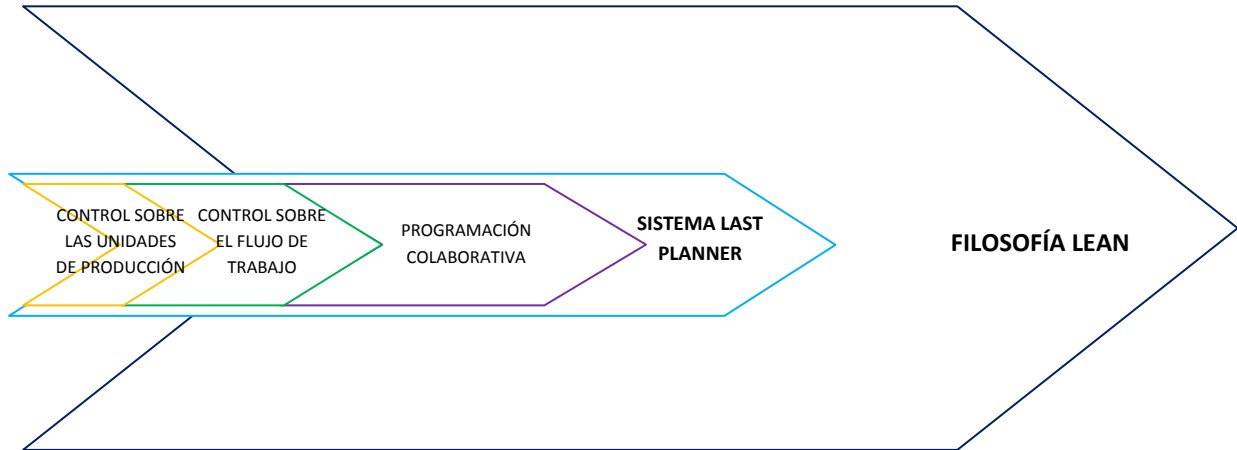 CONTROL SOBRE
LAS UNIDADES
DE PRODUCCIÓN
CONTROL SOBRE
EL FLUJO DE
TRABAJO
PROGRAMACIÓN
COLABORATIVA
SISTEMA LAST
PLANNER
FILOSOFÍA LEAN